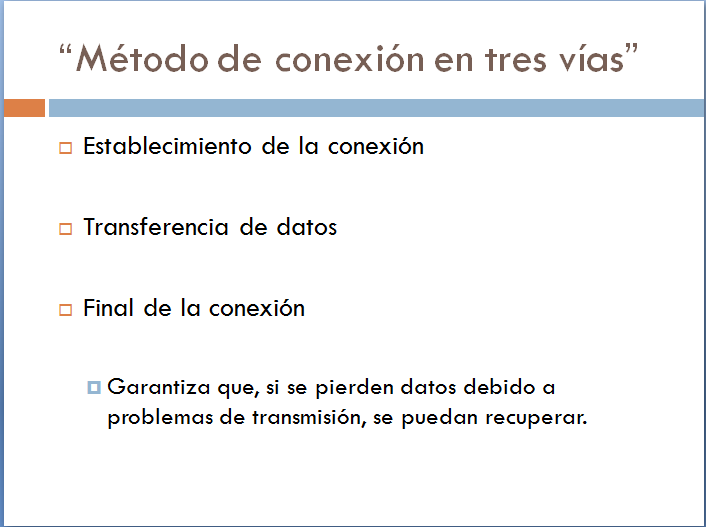 “Método de conexión en tres vías”
Establecimiento de la conexión
Transferencia de datos
Final de la conexión
Garantiza que, si se pierden datos debido a
problemas de transmisión, se puedan recuperar.